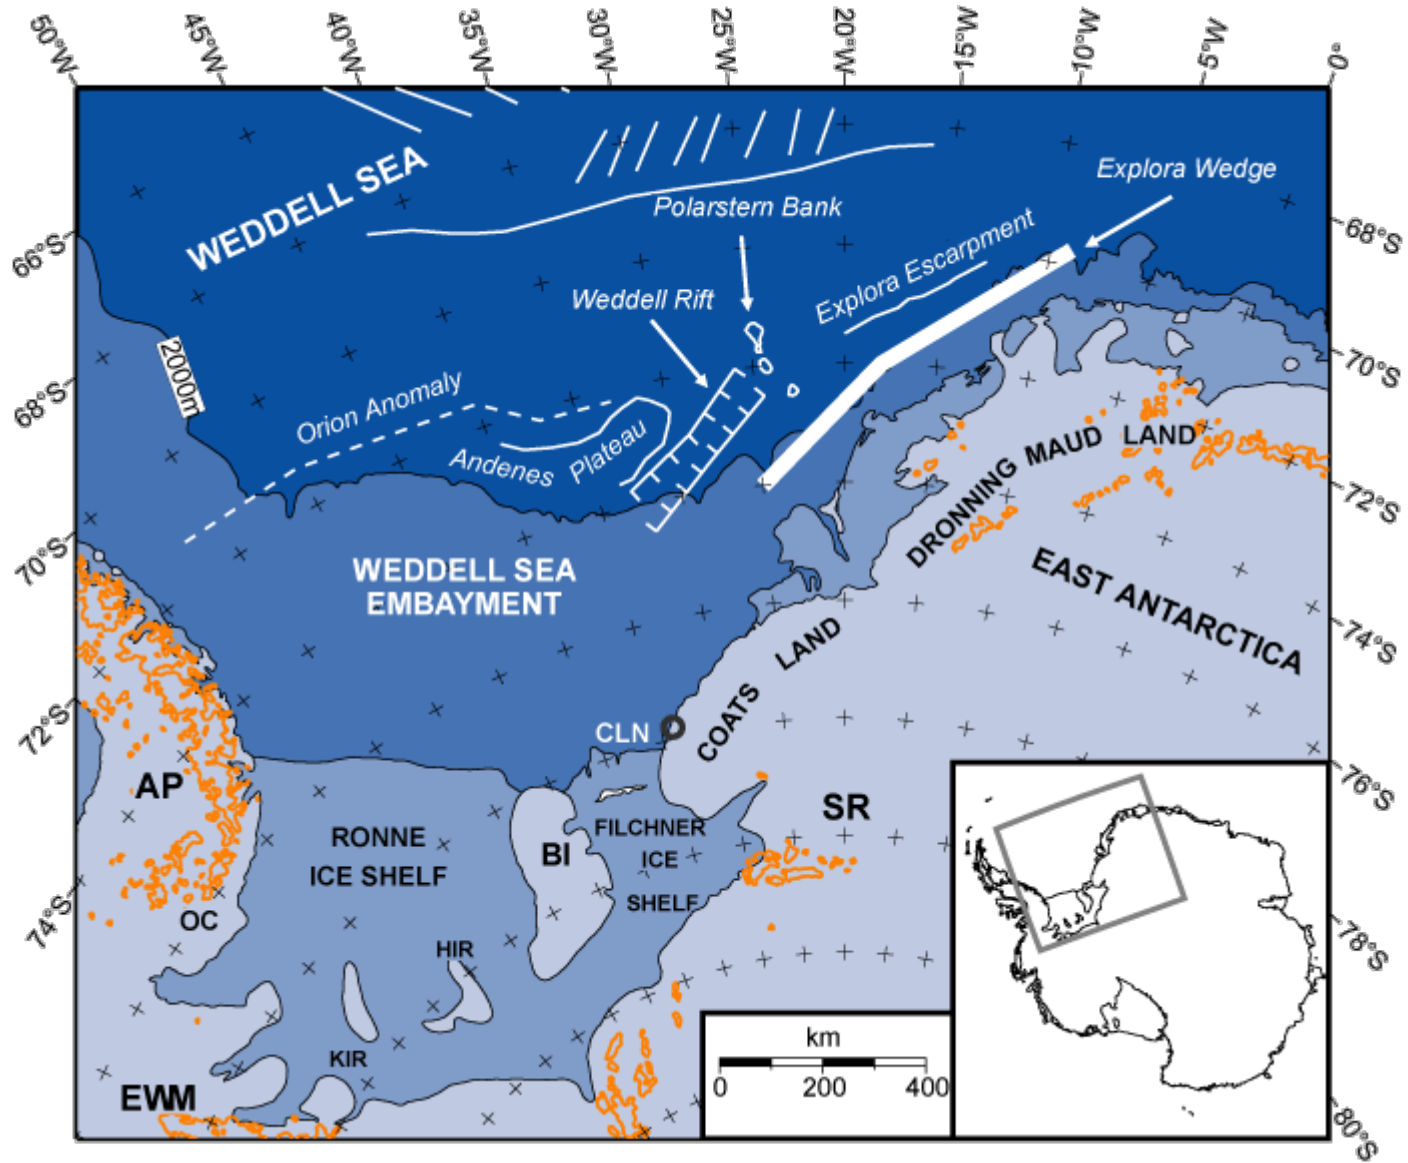 50°W
45°W
40°W
35°W
30°W
25°W
20°W
15°W
10°W
5°W
0°
66°S
68°S
70°S
72°S
74°S
68°S
70°S
72°S
74°S
76°S
78°S
80°S
WEDDELL SEA
Polarstern Bank
Explora Wedge
Explora Escarpment
Weddell Rift
2000m
Orion Anomaly
Andenes Plateau
WEDDELL SEA
EMBAYMENT
DRONNING MAUD LAND
EAST ANTARCTICA
COATS LAND
CLN
AP
RONNE
ICE SHELF
BI
FILCHNER
ICE
SHELF
SR
OC
HIR
KIR
EWM
km
0 200 400